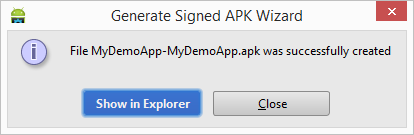 Generate Signed APK Wizard
File MyDemoApp-MyDemoApp.apk was successfully created
Show in Explorer
Close